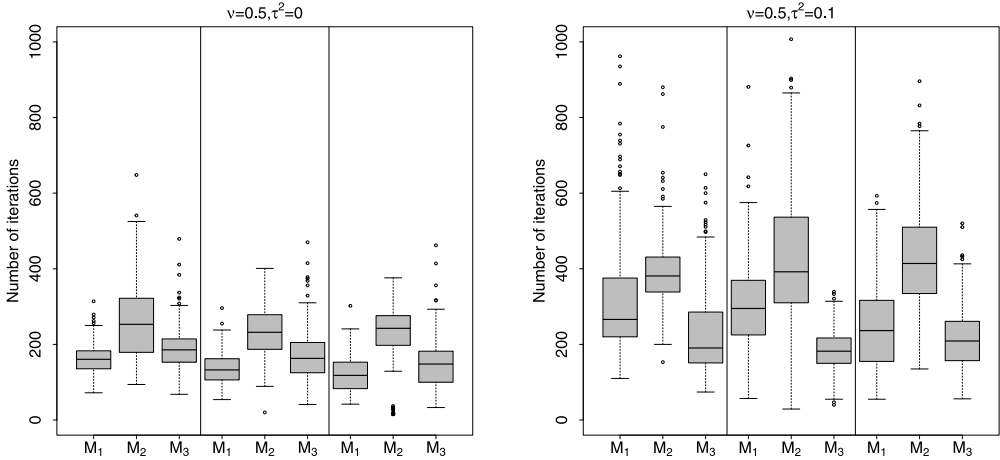 ν=0.5,τ²=0
Number of iterations
0
200
400
600
800
1000
M₁ M₂ M₃ M₁ M₂ M₃ M₁ M₂ M₃
ν=0.5,τ²=0.1
Number of iterations
0
200
400
600
800
1000
M₁ M₂ M₃ M₁ M₂ M₃ M₁ M₂ M₃